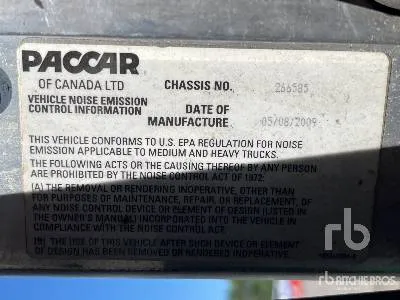 PACCAR
OF CANADA LTD CHASSIS NO. 266585
VEHICLE NOISE EMISSION
CONTROL INFORMATION DATE OF
MANUFACTURE 05/08/2009
THIS VEHICLE CONFORMS TO U.S. EPA REGULATION FOR NOISE
EMISSION APPLICABLE TO MEDIUM AND HEAVY TRUCKS.
THE FOLLOWING ACTS OR THE CAUSING THEREOF BY ANY PERSON
ARE PROHIBITED BY THE NOISE CONTROL ACT OF 1972:
(A) THE REMOVAL OR RENDERING INOPERATIVE, OTHER THAN
FOR PURPOSES OF MAINTENANCE, REPAIR, OR REPLACEMENT, OF
ANY NOISE CONTROL DEVICE OR ELEMENT OF DESIGN (LISTED IN
THE OWNER'S MANUAL) INCORPORATED INTO THIS VEHICLE IN
COMPLIANCE WITH THE NOISE CONTROL ACT.
(B) THE USE OF THIS VEHICLE AFTER SUCH DEVICE OR ELEMENT
OF DESIGN HAS BEEN REMOVED OR RENDERED INOPERATIVE.
rb
rbauction
Ritchie Bros